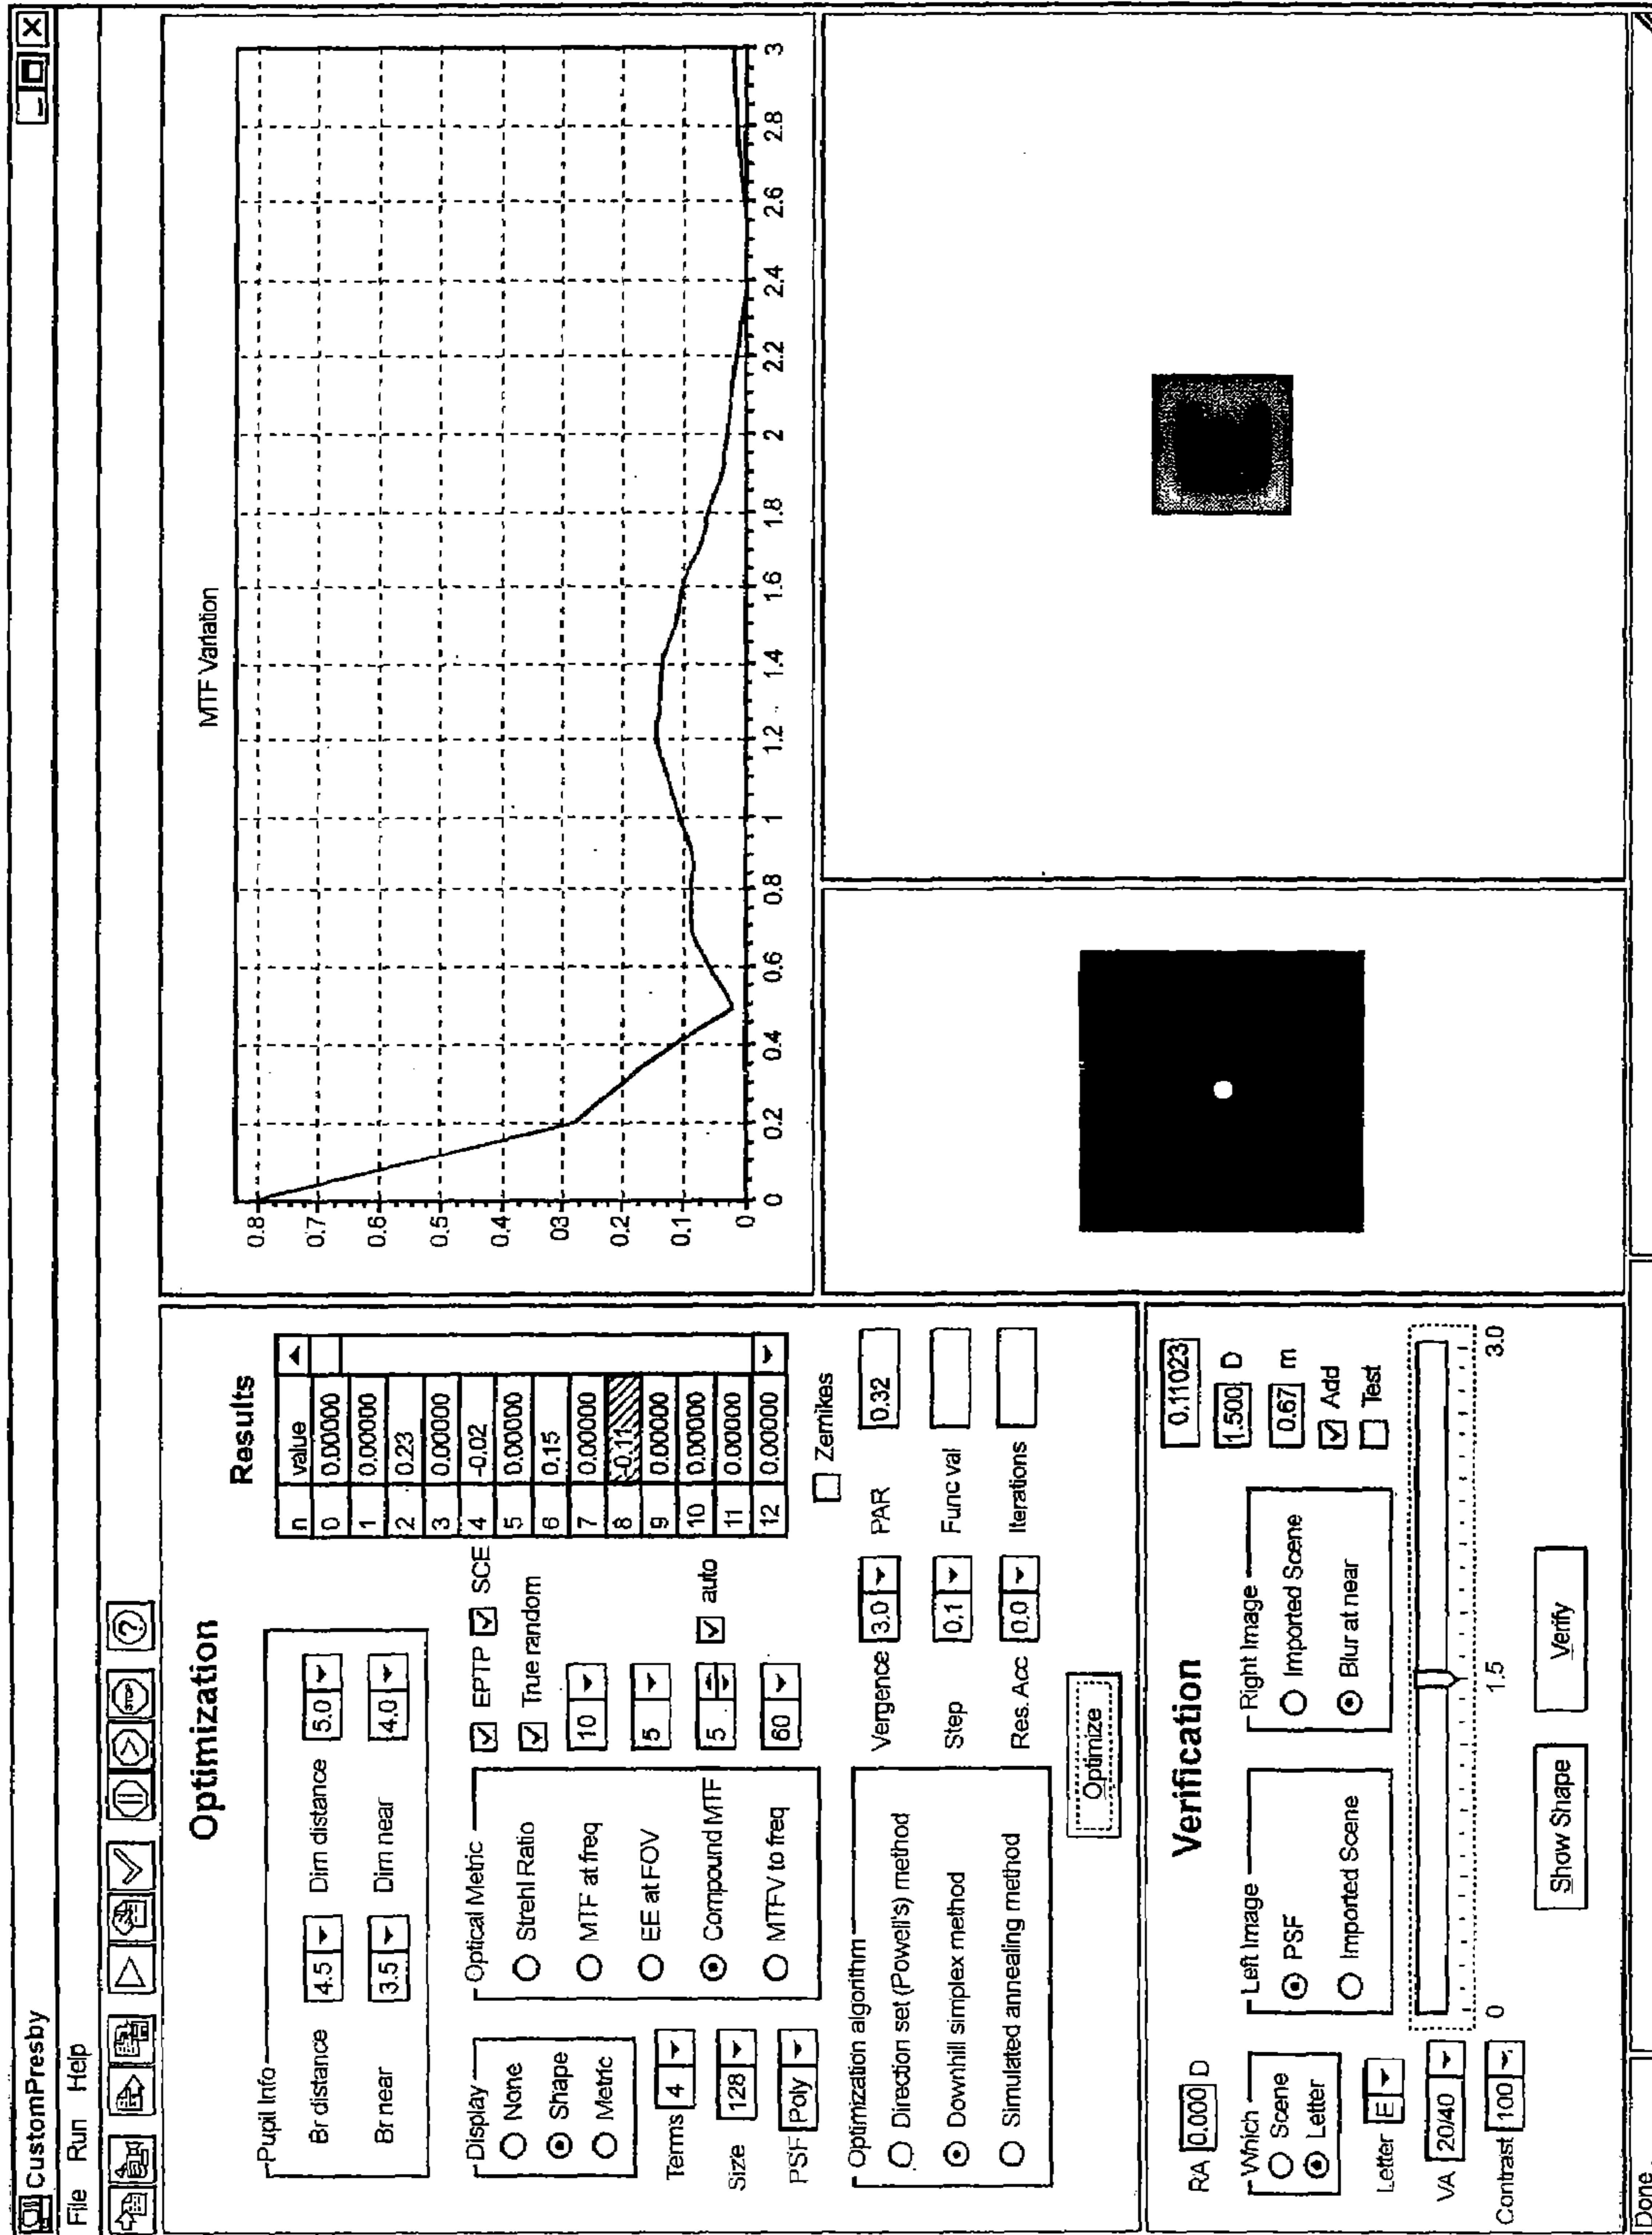 CustomPresby
File Run Help
STOP ?
Optimization
Pupil Info
Br distance 4.5 Dim distance 5.0
Br near 3.5 Dim near 4.0
Display
None
Shape
Metric
Terms 4
Size 128
PSF Poly
Optical Metric
Strehl Ratio
MTF at freq
EE at FOV
Compound MTF
MTFV to freq
EPTP SCE
True random
10
5
5 auto
60
Results
n value
0 0.00000
1 0.00000
2 0.23
3 0.00000
4 -0.02
5 0.00000
6 0.15
7 0.00000
8 -0.11
9 0.00000
10 0.00000
11 0.00000
12 0.00000
Zernikes
Optimization algorithm
Direction set (Powell's) method
Downhill simplex method
Simulated annealing method
Vergence 3.0 PAR 0.32
Step 0.1 Func val
Res. Acc 0.0 Iterations
Optimize
Verification
RA 0.000 D
Which
Scene
Letter
Letter E
VA 20/40
Contrast 100
Left Image
PSF
Imported Scene
Right Image
Imported Scene
Blur at near
0.11023
1.500 D
0.67 m
Add
Test
0 1.5 3.0
Show Shape Verify
MTF Variation
0.8
0.7
0.6
0.5
03
0.2
0.1
0
0 0.2 0.4 0.6 0.8 1 1.2 1.4 1.6 1.8 2 2.2 2.4 2.6 2.8 3
Done